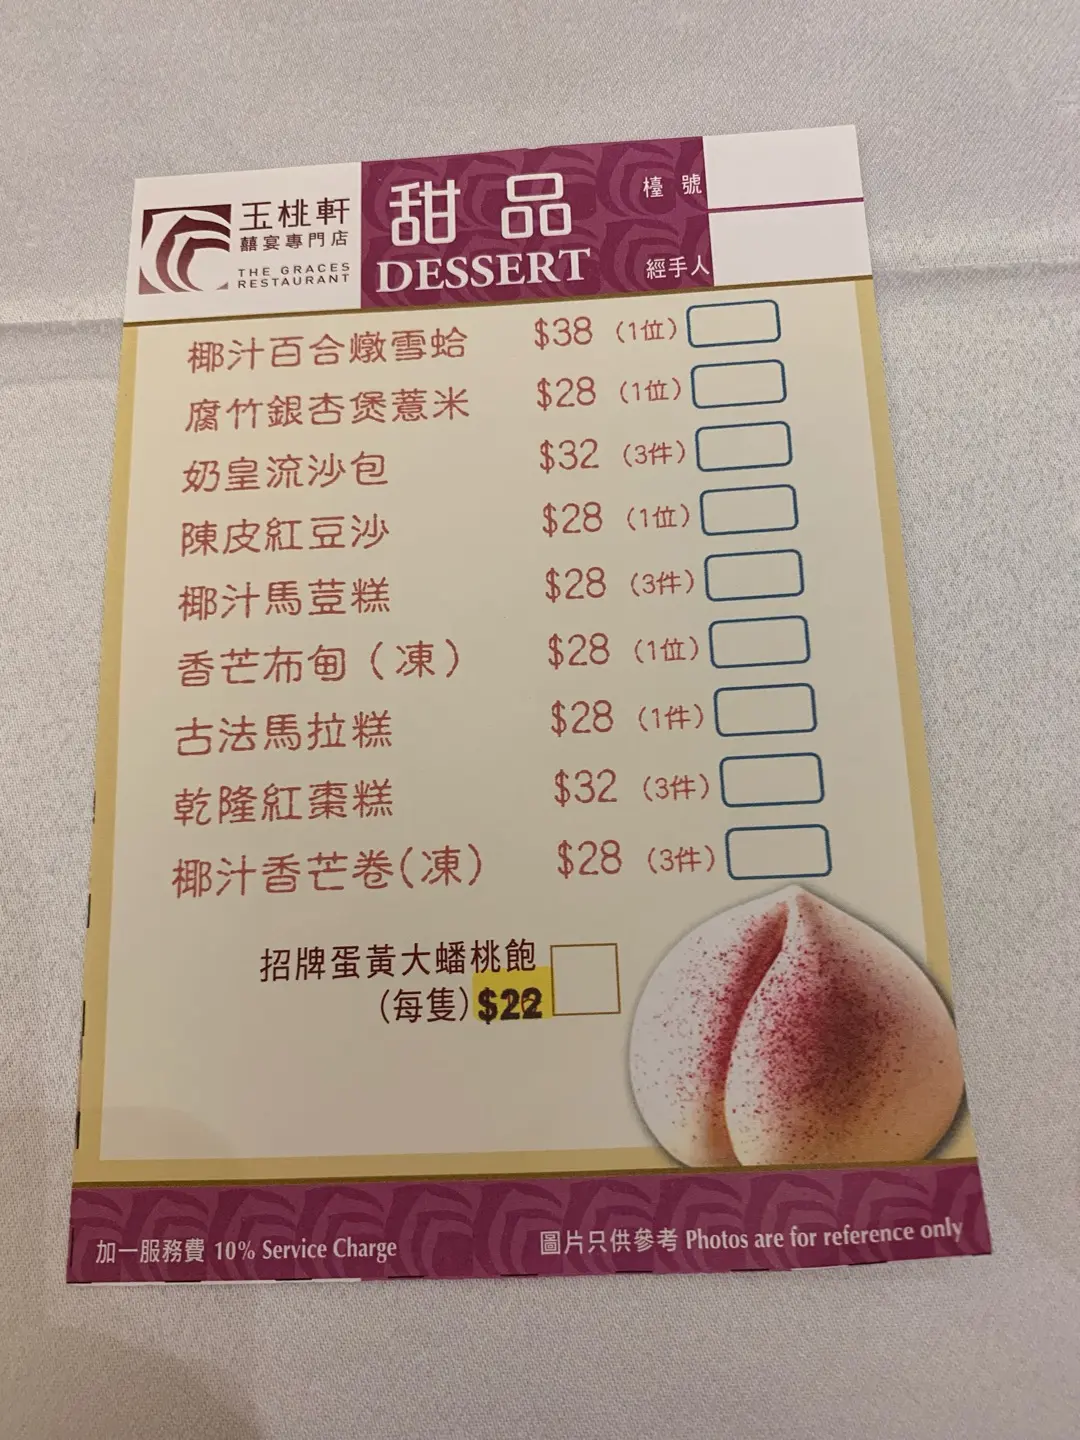 玉桃軒
囍宴專門店
THE GRACES
RESTAURANT
甜品
DESSERT
檯號
經手人
椰汁百合燉雪蛤 $38 (1位)
腐竹銀杏煲薏米 $28 (1位)
奶皇流沙包 $32 (3件)
陳皮紅豆沙 $28 (1位)
椰汁馬荳糕 $28 (3件)
香芒布甸（凍） $28 (1位)
古法馬拉糕 $28 (1件)
乾隆紅棗糕 $32 (3件)
椰汁香芒卷(凍) $28 (3件)
招牌蛋黃大蟠桃飽
(每隻) $22
加一服務費 10% Service Charge
圖片只供參考 Photos are for reference only